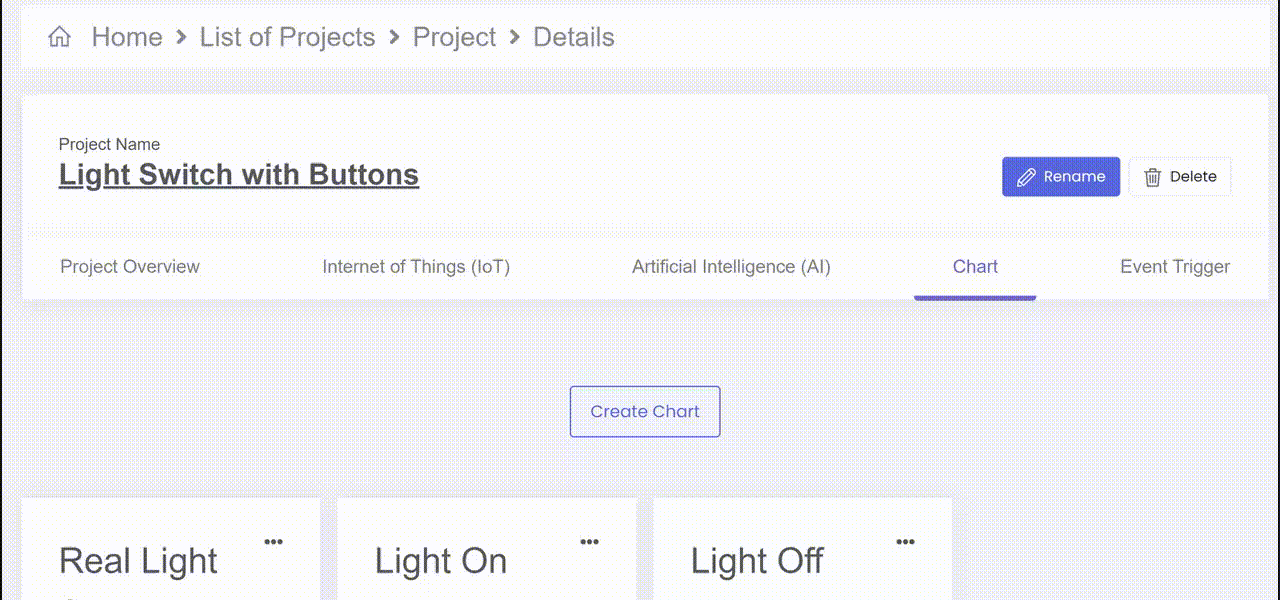 Home > List of Projects > Project > Details
Project Name
Light Switch with Buttons
Rename
Delete
Project Overview
Internet of Things (IoT)
Artificial Intelligence (AI)
Chart
Event Trigger
Create Chart
Real Light
Light On
Light Off